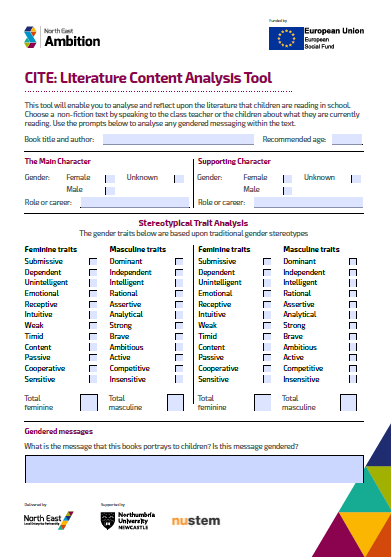 North East
Ambition
Funded by
European Union
European
Social Fund
CITE: Literature Content Analysis Tool
This tool will enable you to analyse and reflect upon the literature that children are reading in school.
Choose a non-fiction text by speaking to the class teacher or the children about what they are currently
reading. Use the prompts below to analyse any gendered messaging within the text.
Book title and author: Recommended age:
The Main Character Supporting Character
Gender: Female Unknown Gender: Female Unknown
Male Male
Role or career: Role or career:
Stereotypical Trait Analysis
The gender traits below are based upon traditional gender stereotypes
Feminine traits Masculine traits Feminine traits Masculine traits
Submissive Dominant Submissive Dominant
Dependent Independent Dependent Independent
Unintelligent Intelligent Unintelligent Intelligent
Emotional Rational Emotional Rational
Receptive Assertive Receptive Assertive
Intuitive Analytical Intuitive Analytical
Weak Strong Weak Strong
Timid Brave Timid Brave
Content Ambitious Content Ambitious
Passive Active Passive Active
Cooperative Competitive Cooperative Competitive
Sensitive Insensitive Sensitive Insensitive
Total Total Total Total
feminine masculine feminine masculine
Gendered messages
What is the message that this books portrays to children? Is this message gendered?
Delivered by Supported by
North East
Local Enterprise Partnership
Northumbria
University
NEWCASTLE
nustem